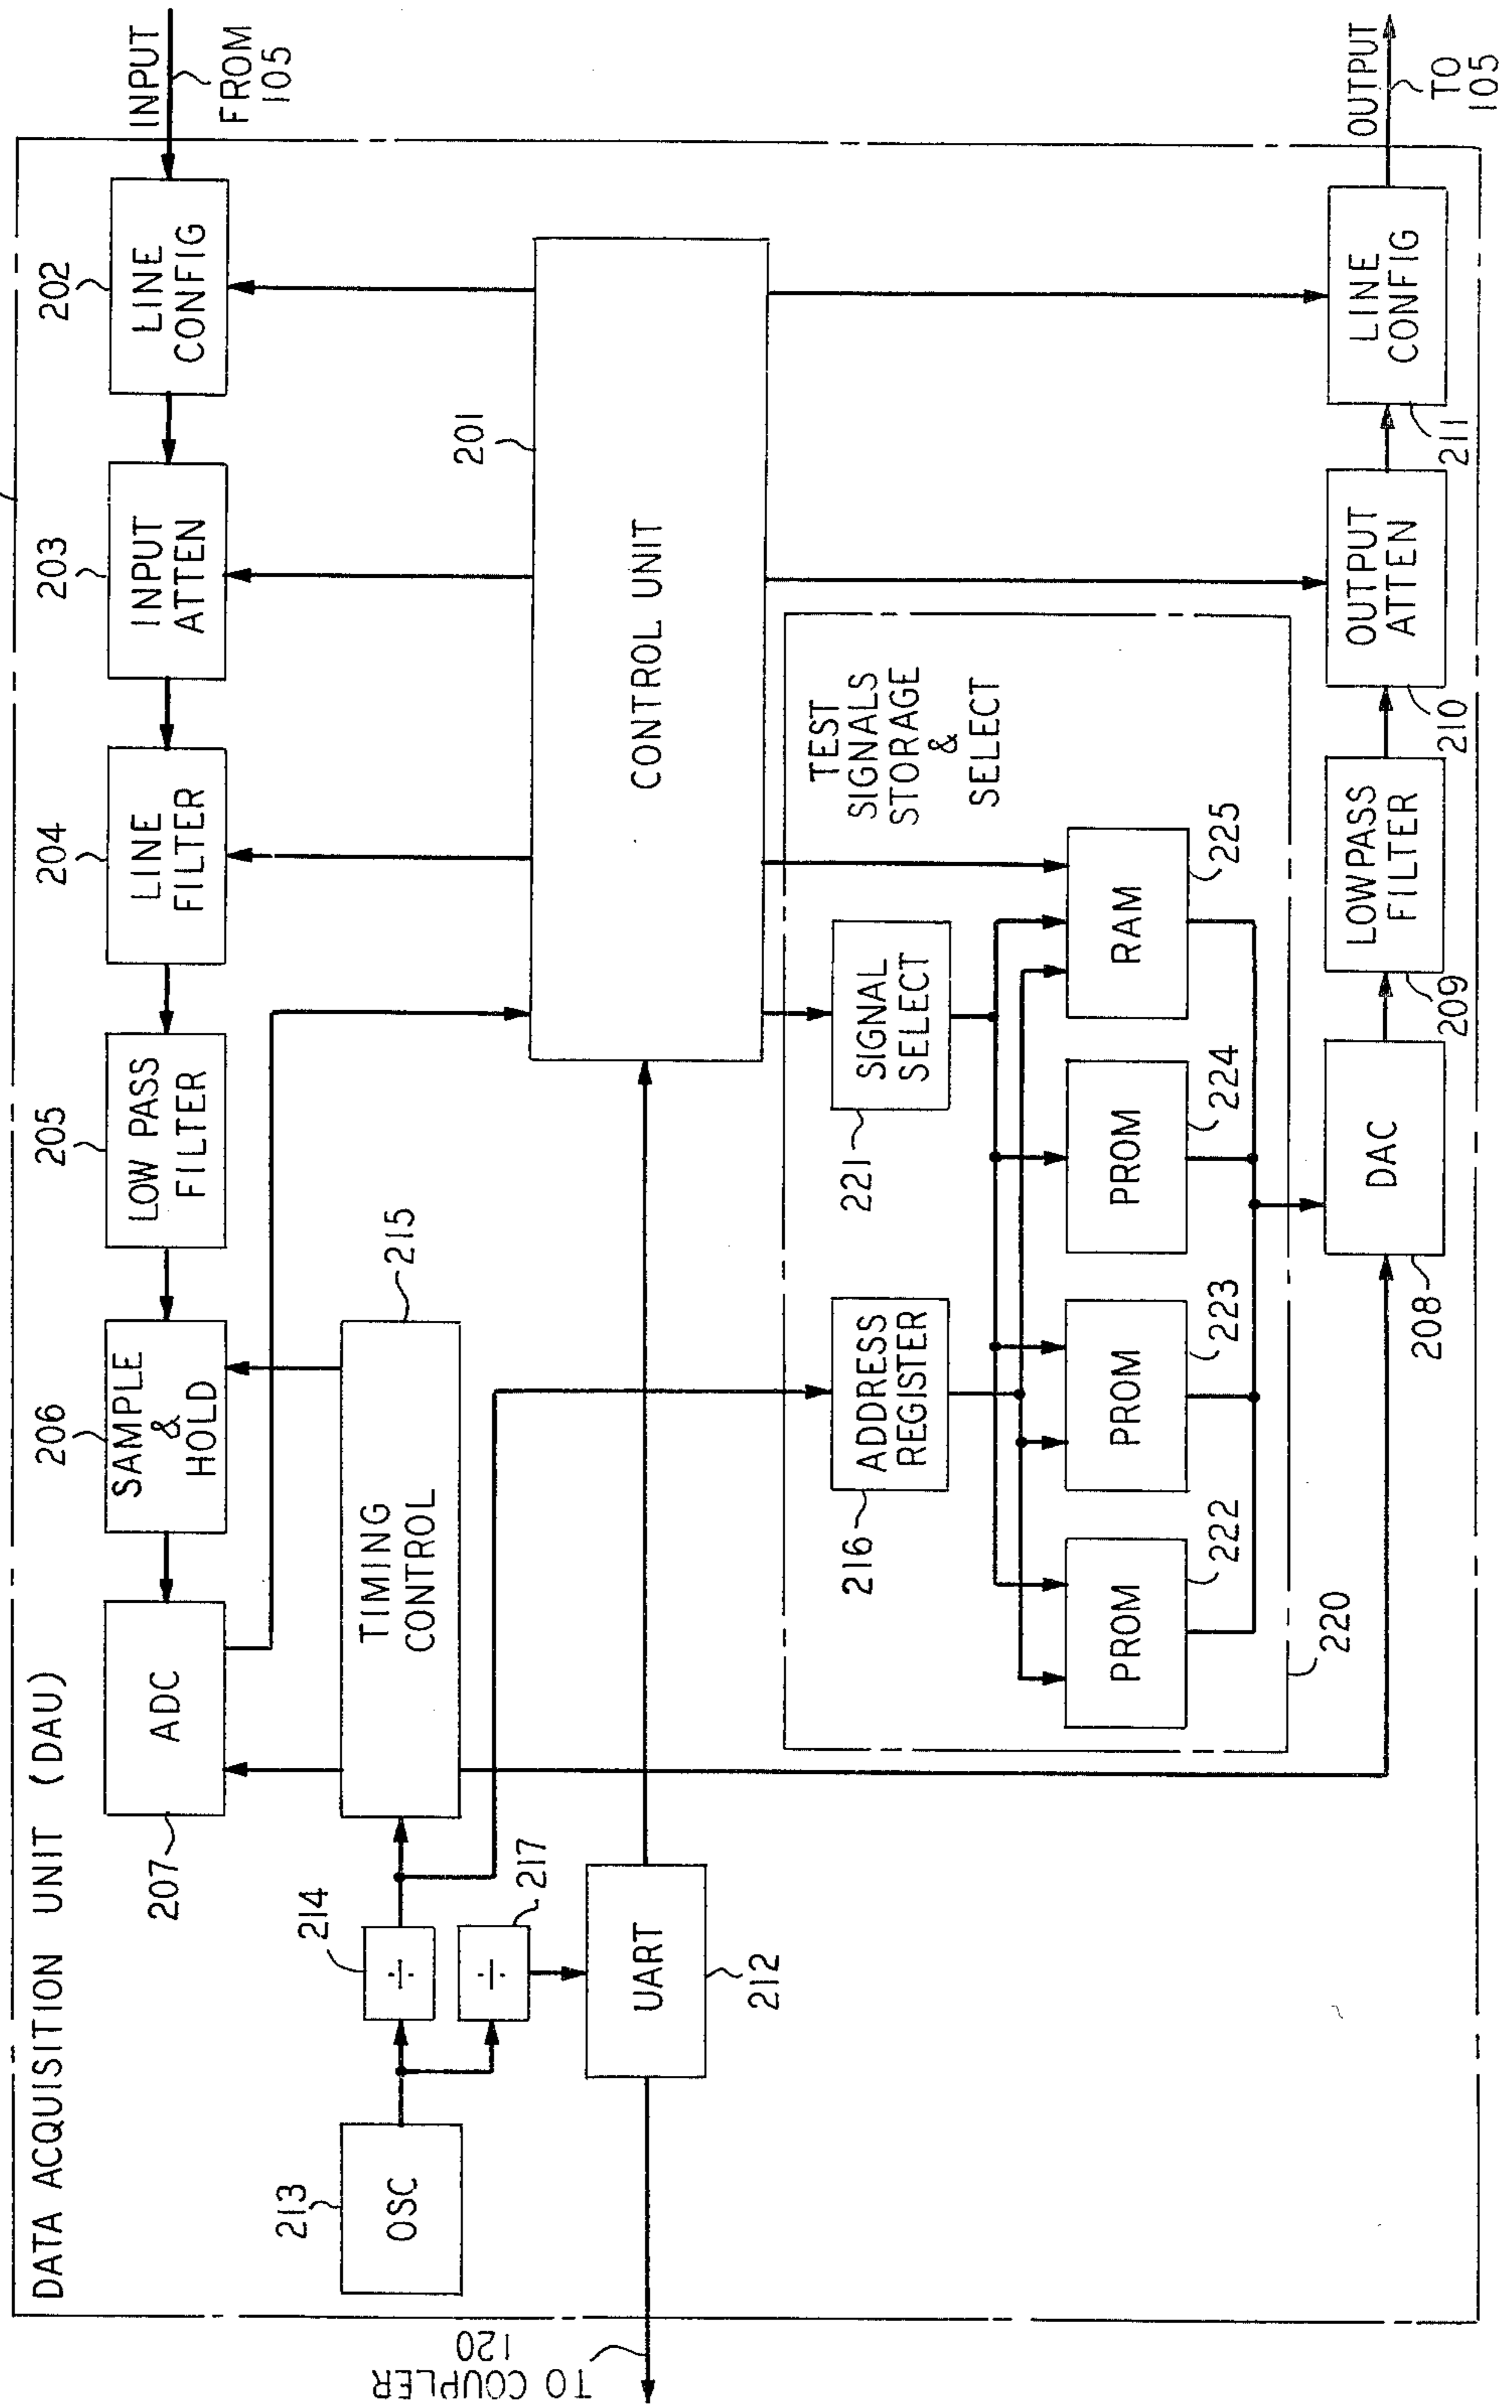 DATA ACQUISITION UNIT (DAU)
207
ADC
206
SAMPLE
&
HOLD
205
LOW PASS
FILTER
204
LINE
FILTER
203
INPUT
ATTEN
202
LINE
CONFIG
INPUT
FROM
105
213
OSC
214
÷
217
÷
TIMING
CONTROL
215
201
CONTROL UNIT
TO COUPLER
120
UART
212
TEST
SIGNALS
STORAGE
&
SELECT
216
ADDRESS
REGISTER
221
SIGNAL
SELECT
PROM
222
PROM
223
PROM
224
RAM
225
220
208
DAC
209
LOWPASS
FILTER
210
OUTPUT
ATTEN
211
LINE
CONFIG
OUTPUT
TO
105